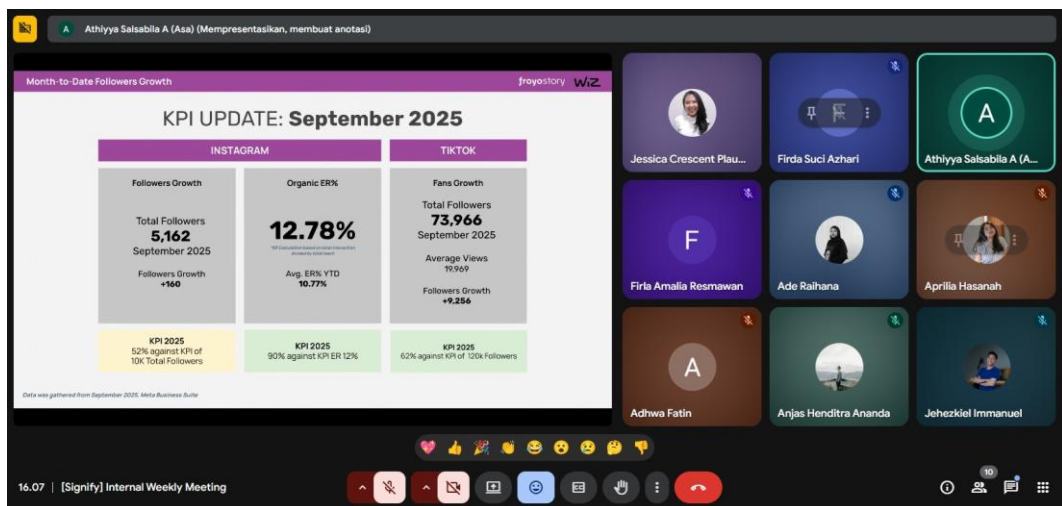 A Athiyya Salsabila A (Asa) (Mempresentasikan, membuat anotasi)
Month-to-Date Followers Growth
froyostory WiZ
KPI UPDATE: September 2025
INSTAGRAM
TIKTOK
Followers Growth
Total Followers
5,162
September 2025
Followers Growth
+160
Organic ER%
12.78%
Avg. ER% YTD
10.77%
Fans Growth
Total Followers
73,966
September 2025
Average Views
19,969
Followers Growth
+9,256
KPI 2025
52% against KPI of
10K Total Followers
KPI 2025
90% against KPI ER 12%
KPI 2025
62% against KPI of 120k Followers
Data was gathered from September 2025. Meta Business Suite
Jessica Crescent Plau...
Firda Suci Azhari
A
Athiyya Salsabila A (A...
F
Firla Amalia Resmawan
Ade Raihana
Aprilia Hasanah
A
Adhwa Fatin
Anjas Henditra Ananda
Jehezkiel Immanuel
16.07 | [Signify] Internal Weekly Meeting
10